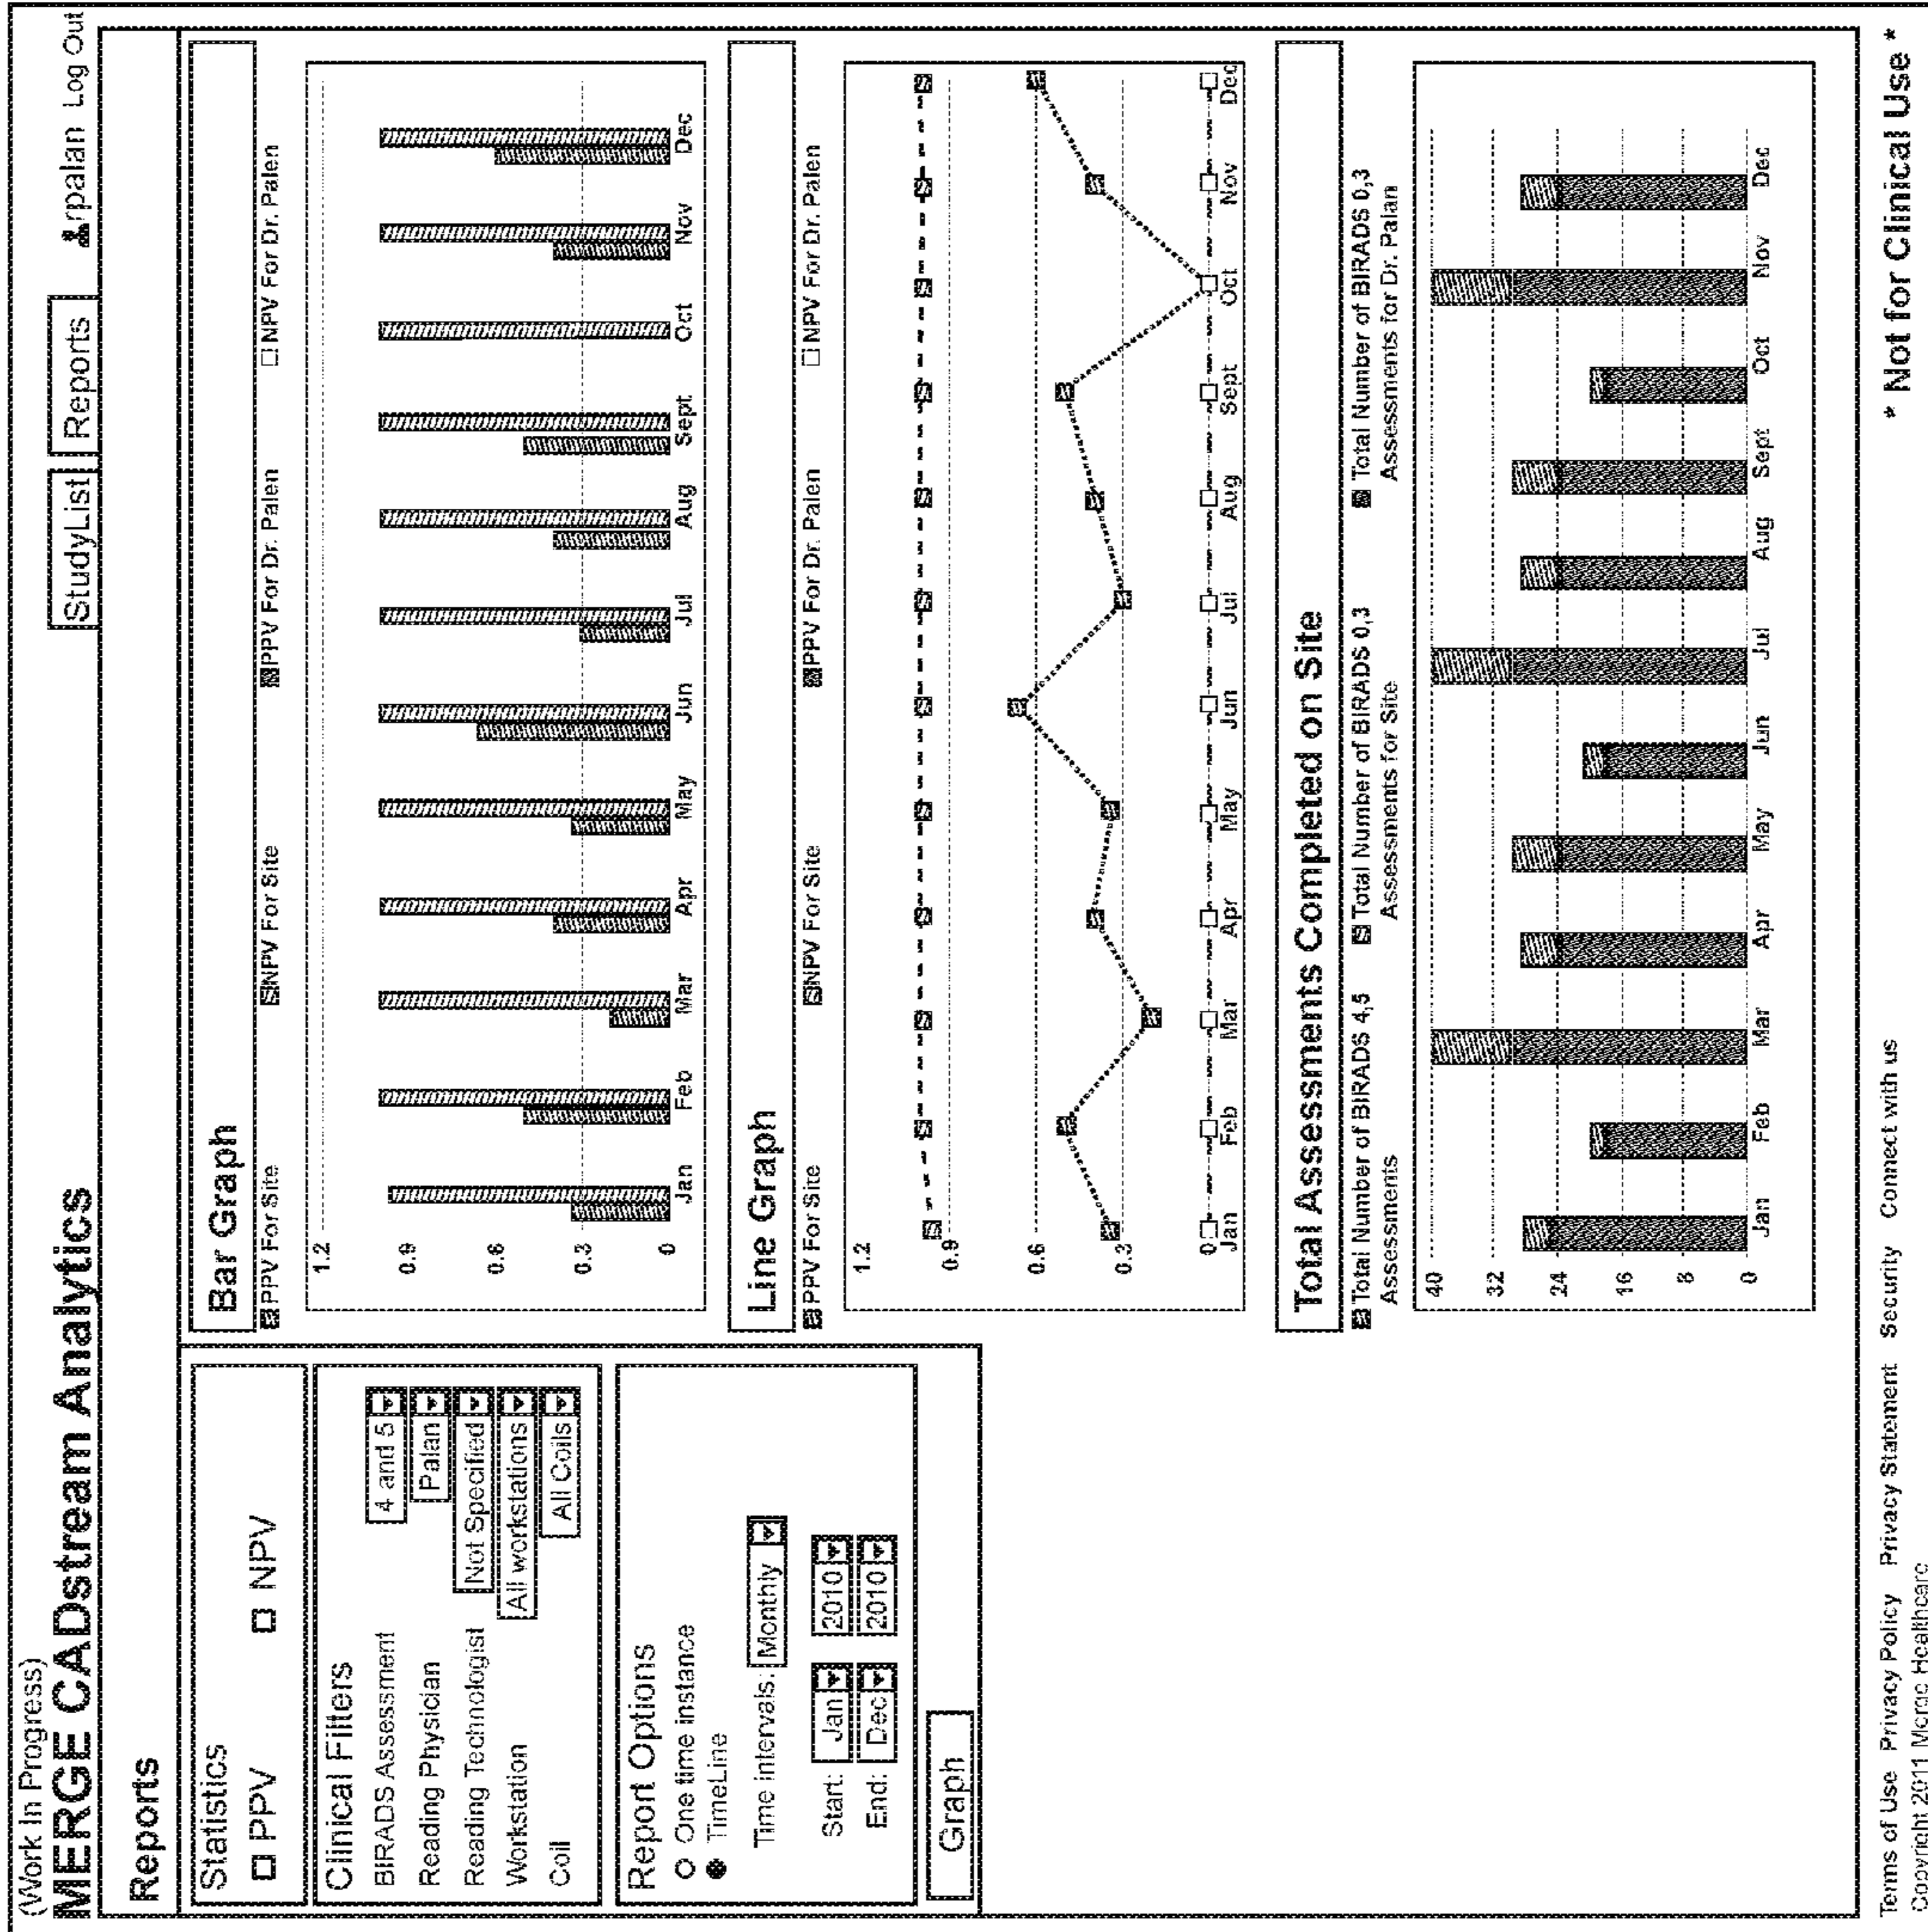 (Work In Progress)
MERGE CADstream Analytics
StudyList Reports rpalan Log Out
Reports
Statistics
PPV NPV
Clinical Filters
BIRADS Assessment 4 and 5
Reading Physician Palan
Reading Technologist Not Specified
Workstation All workstations
Coil All Coils
Report Options
One time instance
TimeLine
Time intervals: Monthly
Start: Jan 2010
End: Dec 2010
Graph
Bar Graph
PPV For Site NPV For Site PPV For Dr. Palen NPV For Dr. Palen
1.2
0.9
0.6
0.3
0
Jan Feb Mar Apr May Jun Jul Aug Sept Oct Nov Dec
Line Graph
PPV For Site NPV For Site PPV For Dr. Palen NPV For Dr. Palen
1.2
0.9
0.6
0.3
0
Jan Feb Mar Apr May Jun Jul Aug Sept Oct Nov Dec
Total Assessments Completed on Site
Total Number of BIRADS 4,5 Total Number of BIRADS 0,3 Total Number of BIRADS 0,3
Assessments Assessments for Site Assessments for Dr. Palan
40
32
24
16
8
0
Jan Feb Mar Apr May Jun Jul Aug Sept Oct Nov Dec
Terms of Use Privacy Policy Privacy Statement Security Connect with us
Copyright 2011 Merge Healthcare
* Not for Clinical Use *